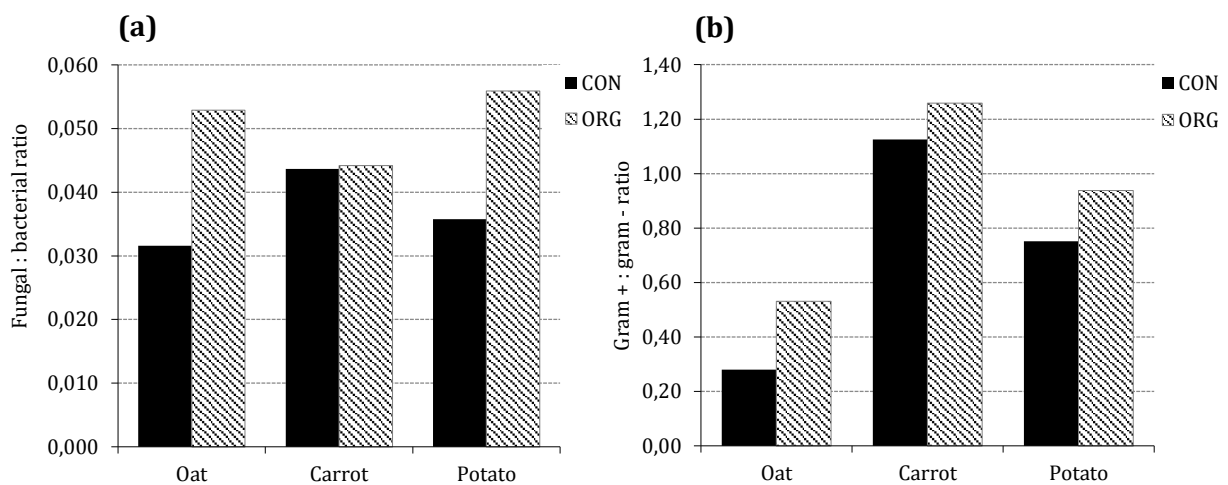 (a)
Fungal : bacterial ratio
0,060
0,050
0,040
0,030
0,020
0,010
0,000
Oat Carrot Potato
CON
ORG
(b)
Gram + : gram - ratio
1,40
1,20
1,00
0,80
0,60
0,40
0,20
0,00
Oat Carrot Potato
CON
ORG